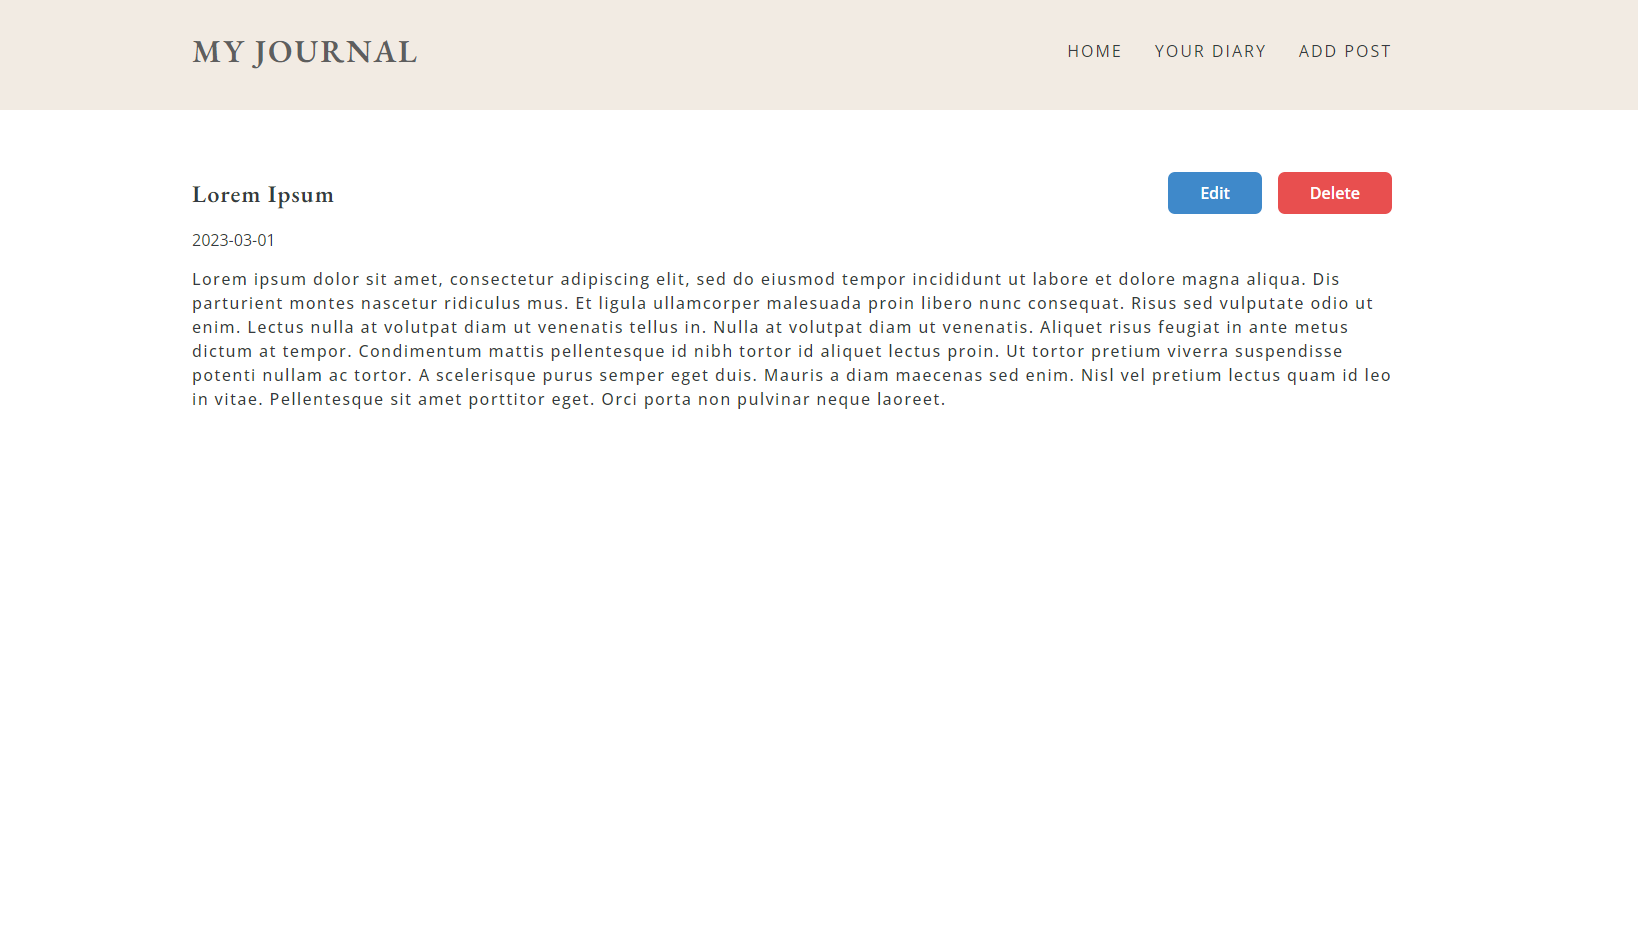 MY JOURNAL
HOME YOUR DIARY ADD POST
Lorem Ipsum
Edit Delete
2023-03-01
Lorem ipsum dolor sit amet, consectetur adipiscing elit, sed do eiusmod tempor incididunt ut labore et dolore magna aliqua. Dis
parturient montes nascetur ridiculus mus. Et ligula ullamcorper malesuada proin libero nunc consequat. Risus sed vulputate odio ut
enim. Lectus nulla at volutpat diam ut venenatis tellus in. Nulla at volutpat diam ut venenatis. Aliquet risus feugiat in ante metus
dictum at tempor. Condimentum mattis pellentesque id nibh tortor id aliquet lectus proin. Ut tortor pretium viverra suspendisse
potenti nullam ac tortor. A scelerisque purus semper eget duis. Mauris a diam maecenas sed enim. Nisl vel pretium lectus quam id leo
in vitae. Pellentesque sit amet porttitor eget. Orci porta non pulvinar neque laoreet.